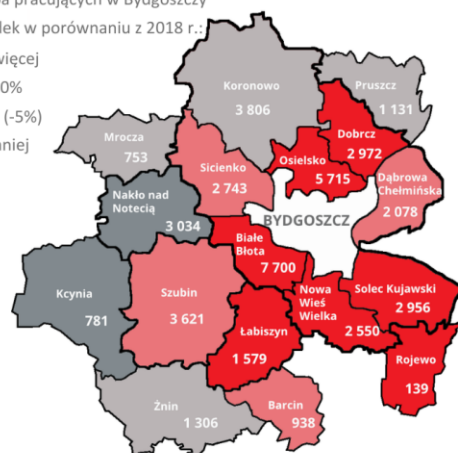 pracujących w Bydgoszczy
w porównaniu z 2018 r.:
więcej
(-5%)
Koronowo
3 806
Pruszcz
1 131
Dobrcz
2 972
Mrocza
753
Sicienko
2 743
Osielsko
5 715
Dąbrowa
Chełmińska
2 078
Nakło nad
Notecią
3 034
BYDGOSZCZ
Białe
Błota
7 700
Kcynia
781
Szubin
3 621
Nowa
Wieś
Wielka
2 550
Solec Kujawski
2 956
Łabiszyn
1 579
Rojewo
139
Żnin
1 306
Barcin
938